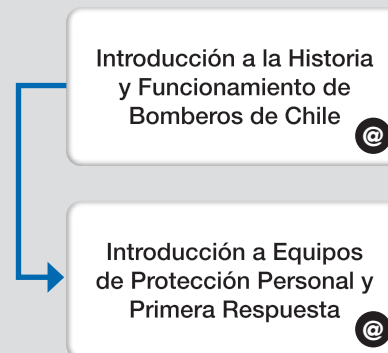 Introducción a la Historia
y Funcionamiento de
Bomberos de Chile
@
Introducción a Equipos
de Protección Personal y
Primera Respuesta
@